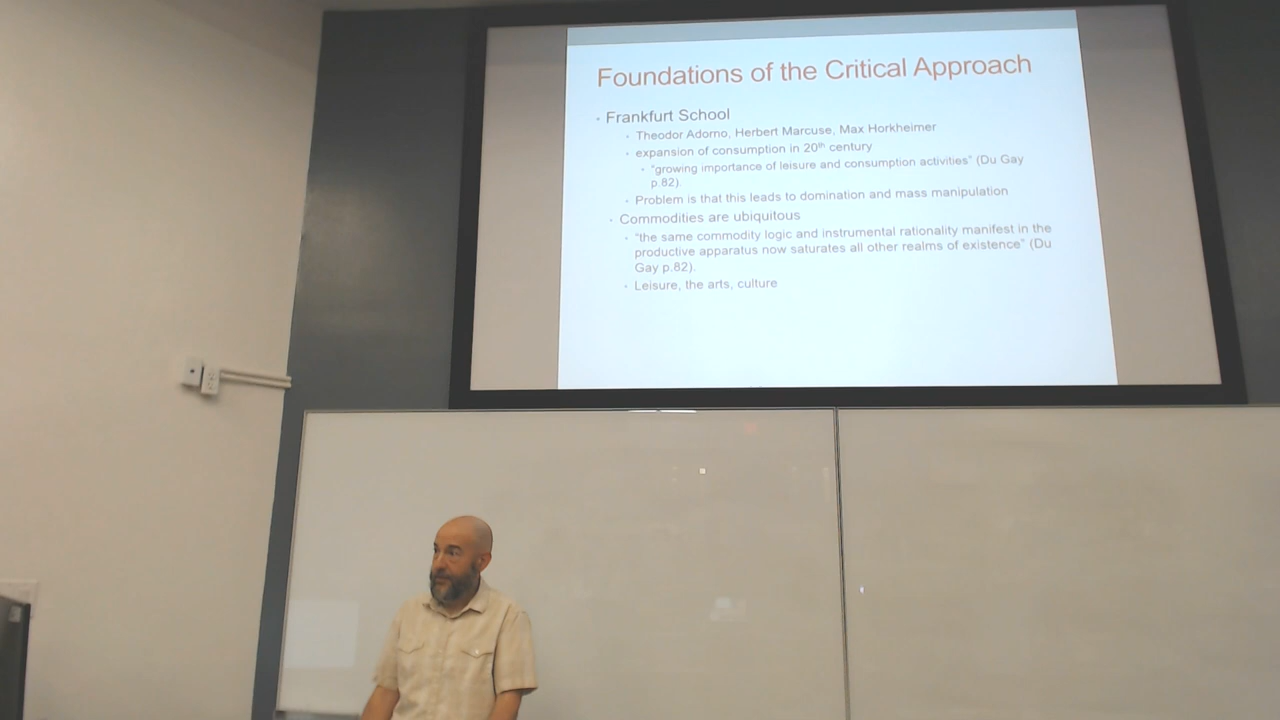 Foundations of the Critical Approach
• Frankfurt School
• Theodor Adorno, Herbert Marcuse, Max Horkheimer
• expansion of consumption in 20th century
• "growing importance of leisure and consumption activities" (Du Gay
p.82).
• Problem is that this leads to domination and mass manipulation
• Commodities are ubiquitous
• "the same commodity logic and instrumental rationality manifest in the
productive apparatus now saturates all other realms of existence" (Du
Gay p.82).
• Leisure, the arts, culture